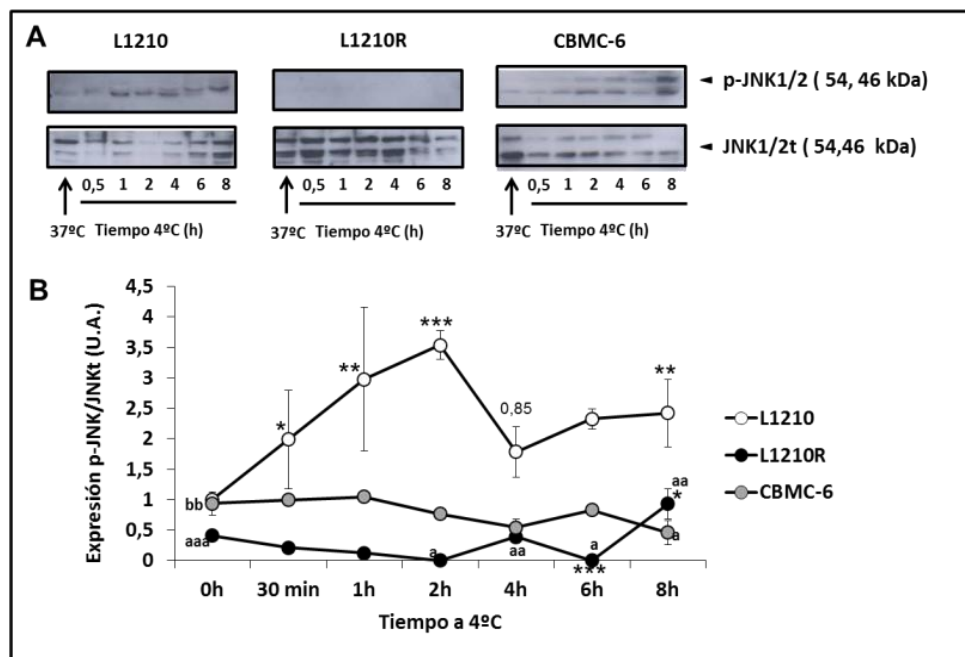 A
L1210 L1210R CBMC-6
◄ p-JNK1/2 ( 54, 46 kDa)
◄ JNK1/2t ( 54,46 kDa)
0,5 1 2 4 6 8 0,5 1 2 4 6 8 0,5 1 2 4 6 8
37ºC Tiempo 4ºC (h) 37ºC Tiempo 4ºC (h) 37ºC Tiempo 4ºC (h)
B
Expresión p-JNK/JNKt (U.A.)
4,5
4
3,5
3
2,5
2
1,5
1
0,5
0
bb
aaa
*
**
***
0,85
**
a
aa
a
***
aa
*
a
L1210
L1210R
CBMC-6
0h 30 min 1h 2h 4h 6h 8h
Tiempo a 4ºC